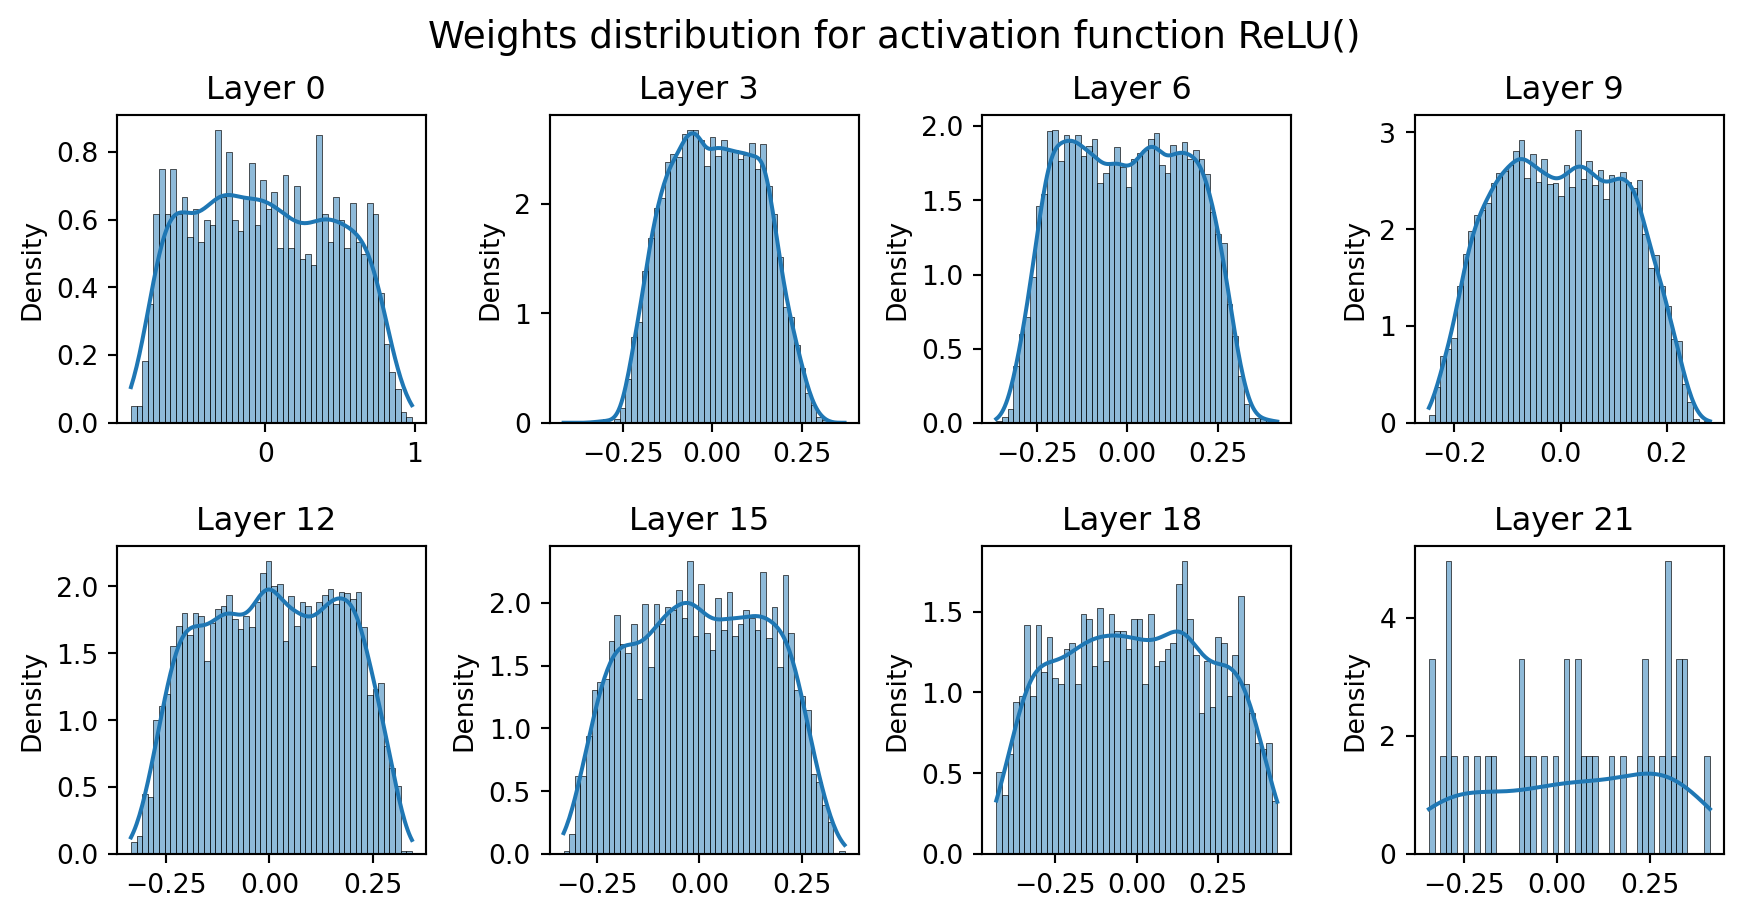 Weights distribution for activation function ReLU()
Layer 0
Layer 3
Layer 6
Layer 9
Density
0.0
0.2
0.4
0.6
0.8
0 1
Density
0
1
2
−0.25 0.00 0.25
Density
0.0
0.5
1.0
1.5
2.0
−0.25 0.00 0.25
Density
0
1
2
3
−0.2 0.0 0.2
Layer 12
Layer 15
Layer 18
Layer 21
Density
0.0
0.5
1.0
1.5
2.0
−0.25 0.00 0.25
Density
0.0
0.5
1.0
1.5
2.0
−0.25 0.00 0.25
Density
0.0
0.5
1.0
1.5
−0.25 0.00 0.25
Density
0
2
4
−0.25 0.00 0.25